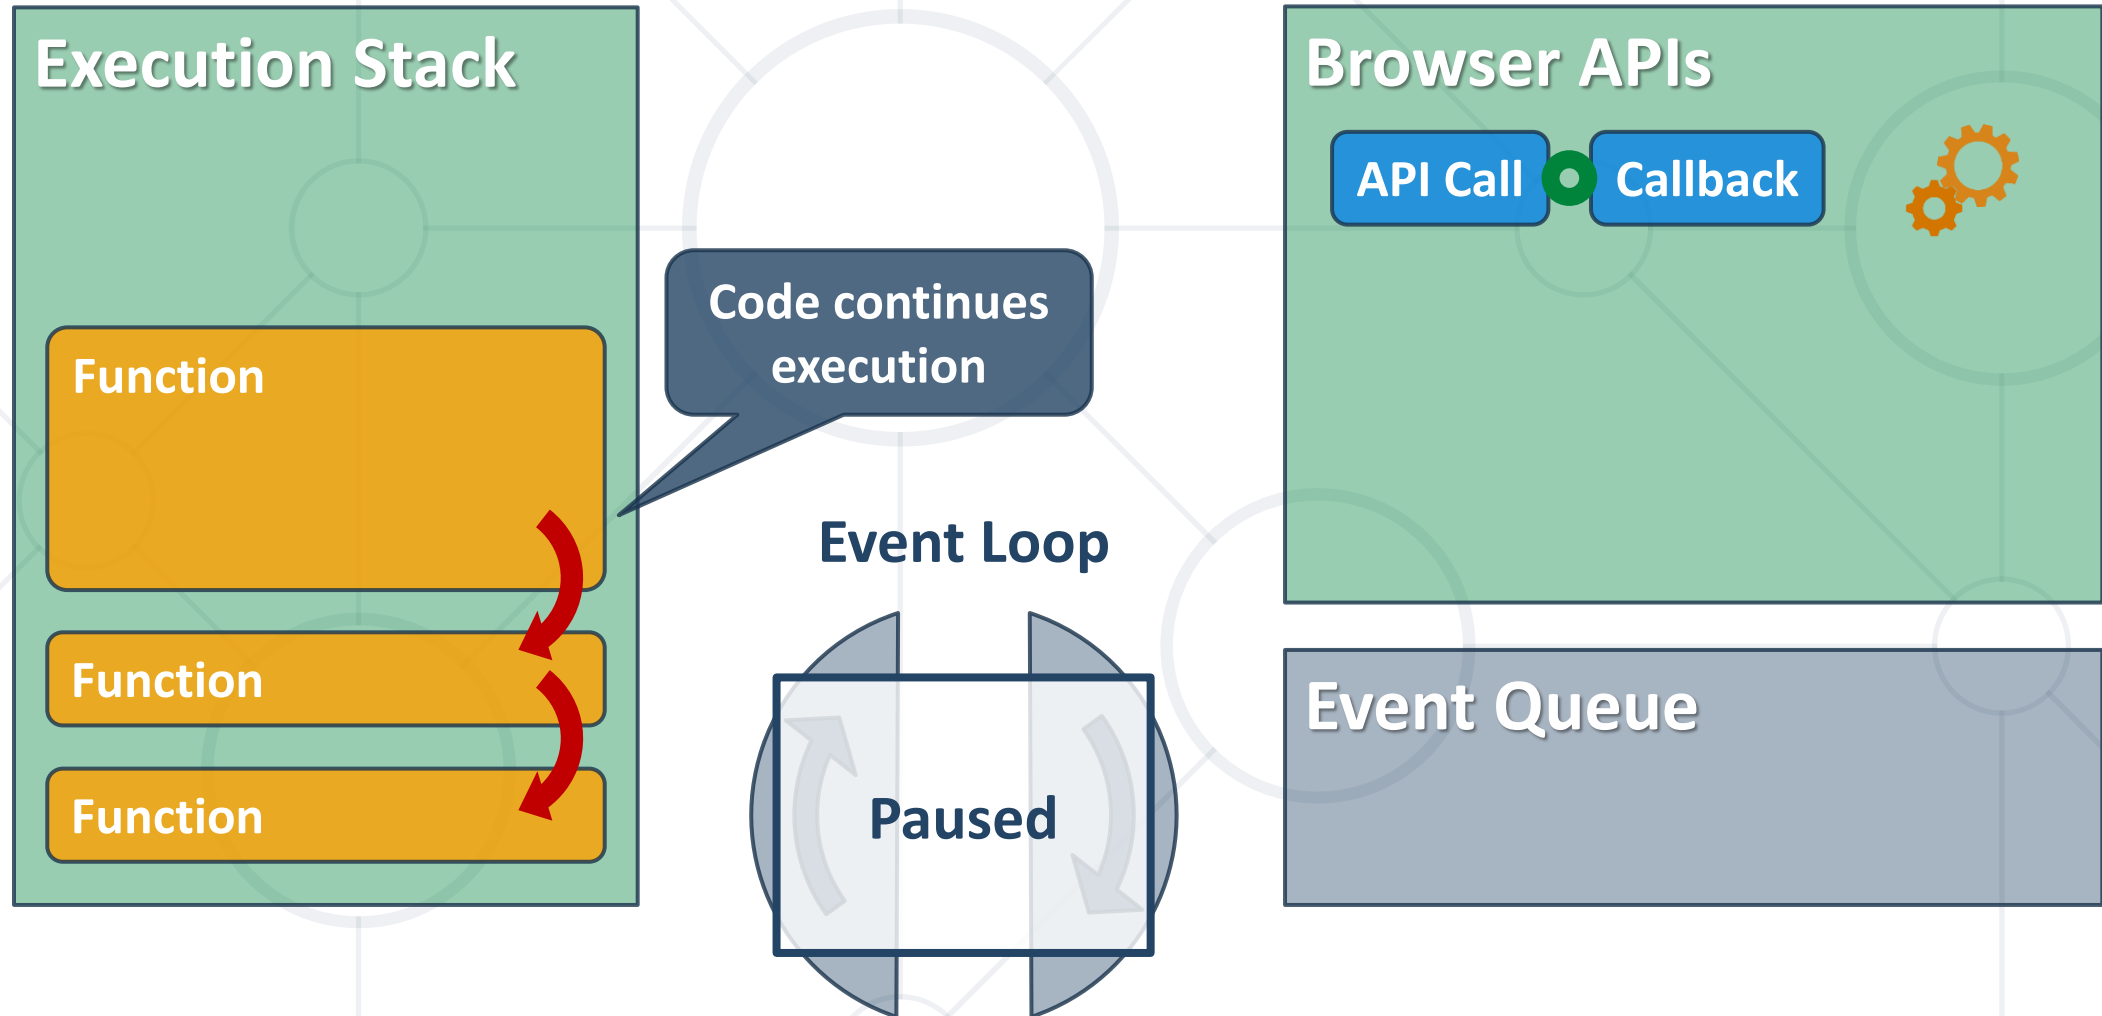 Execution Stack
Function
Function
Function
Code continues
execution
Event Loop
Paused
Browser APIs
API Call
Callback
Event Queue